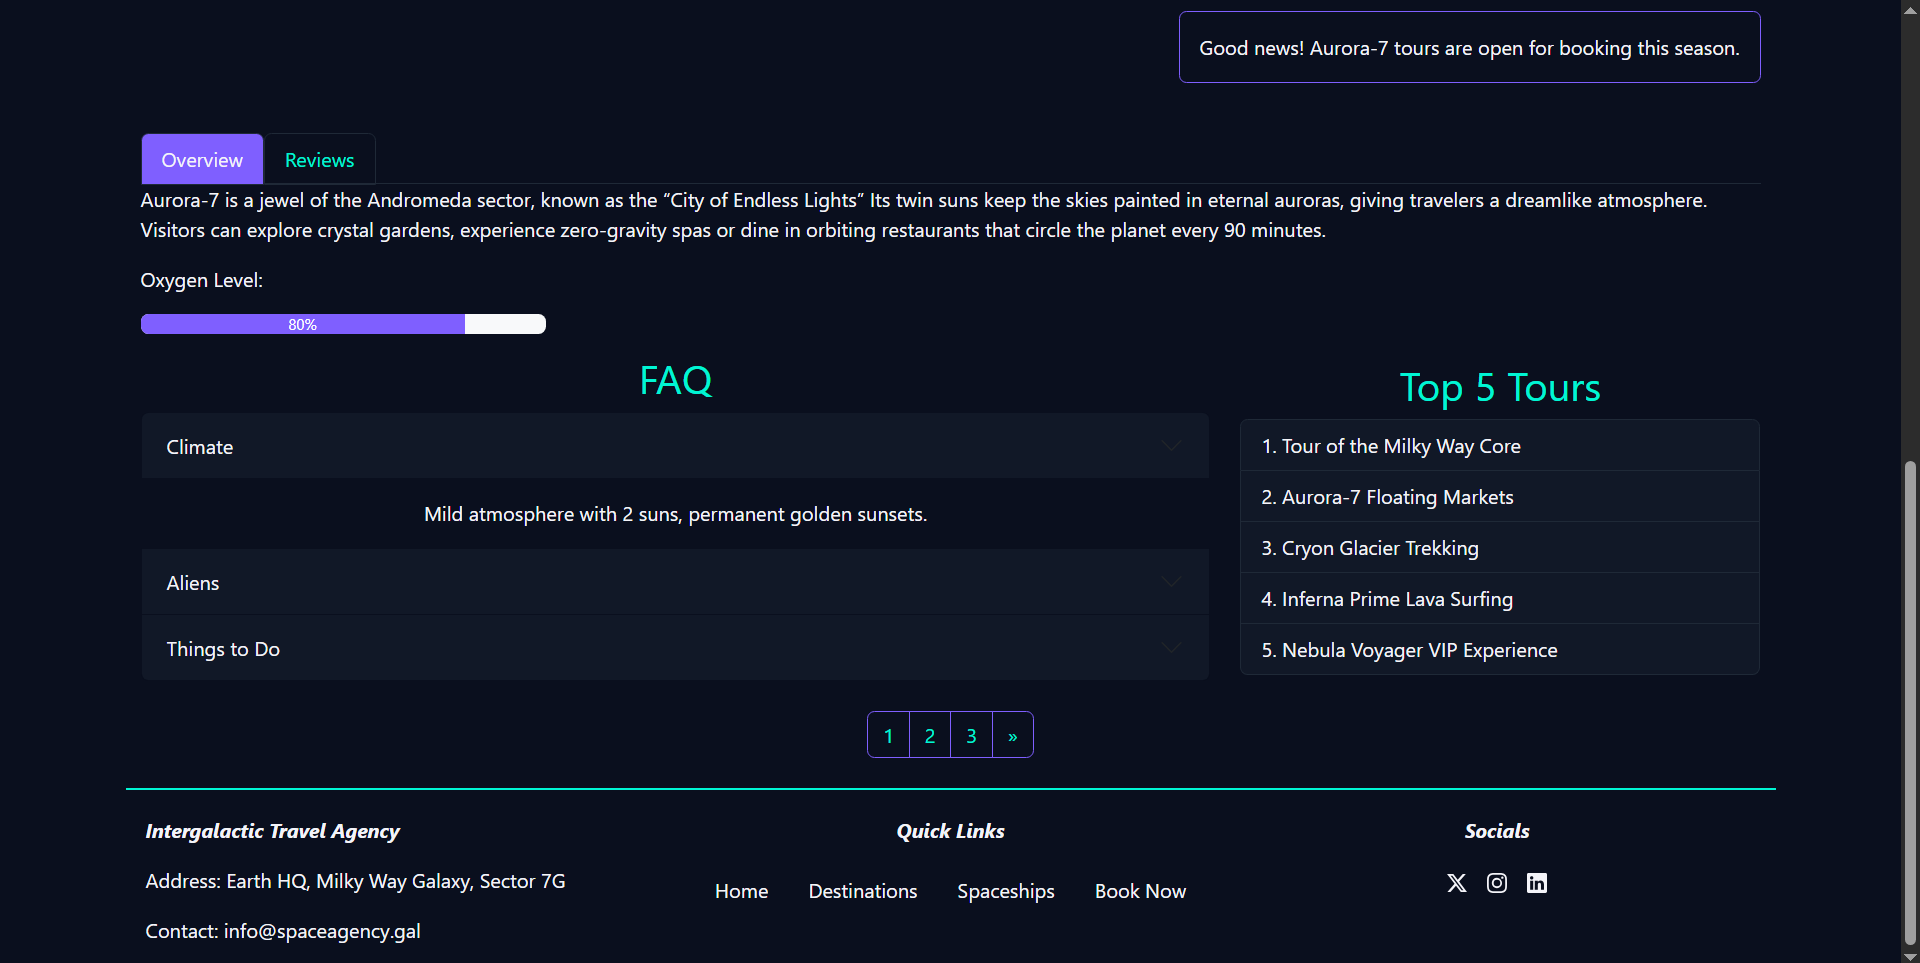 Good news! Aurora-7 tours are open for booking this season.
Overview
Reviews
Aurora-7 is a jewel of the Andromeda sector, known as the “City of Endless Lights” Its twin suns keep the skies painted in eternal auroras, giving travelers a dreamlike atmosphere.
Visitors can explore crystal gardens, experience zero-gravity spas or dine in orbiting restaurants that circle the planet every 90 minutes.
Oxygen Level:
80%
FAQ
Climate
Mild atmosphere with 2 suns, permanent golden sunsets.
Aliens
Things to Do
Top 5 Tours
1. Tour of the Milky Way Core
2. Aurora-7 Floating Markets
3. Cryon Glacier Trekking
4. Inferna Prime Lava Surfing
5. Nebula Voyager VIP Experience
1 2 3 »
Intergalactic Travel Agency
Address: Earth HQ, Milky Way Galaxy, Sector 7G
Contact: info@spaceagency.gal
Quick Links
Home Destinations Spaceships Book Now
Socials